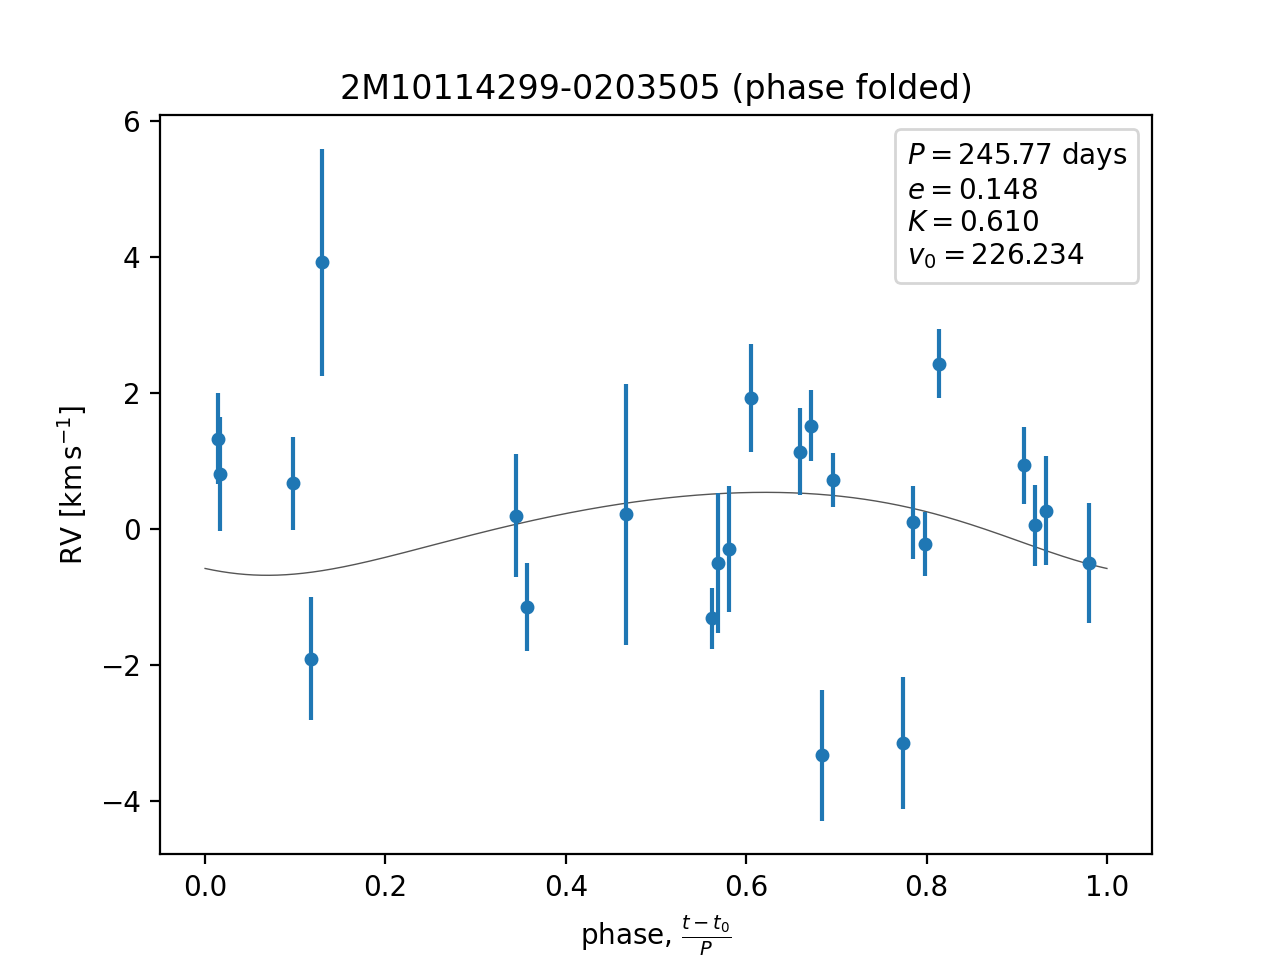 2M10114299-0203505 (phase folded)
P = 245.77 days
e = 0.148
K = 0.610
v₀ = 226.234
6
4
2
0
−2
−4
RV [km s⁻¹]
0.0 0.2 0.4 0.6 0.8 1.0
phase, (t − t₀)/P